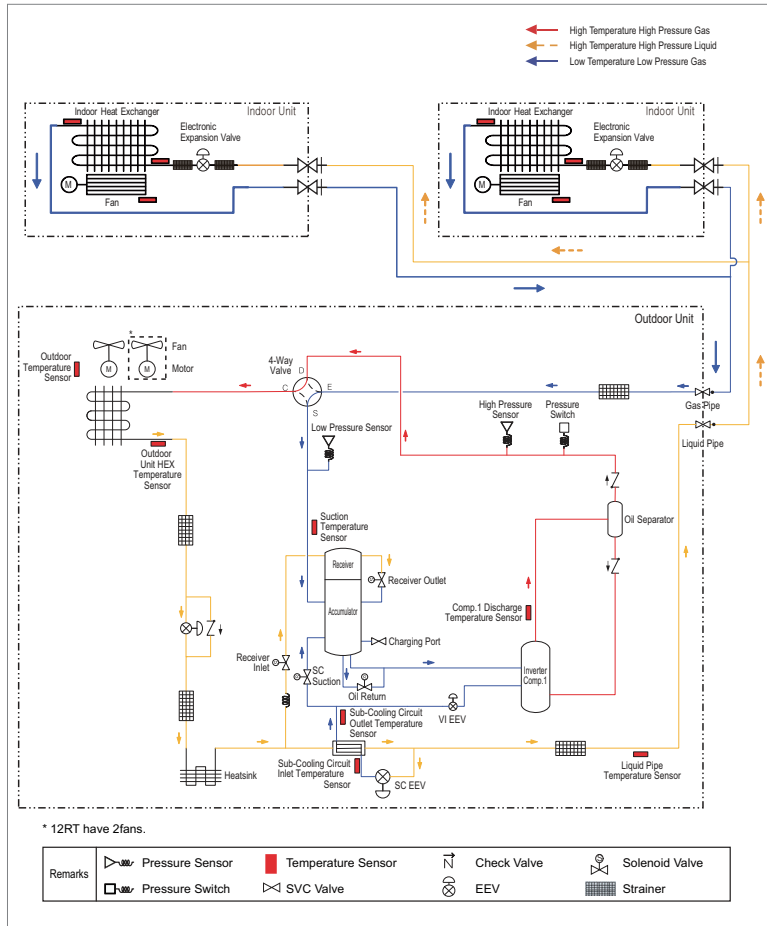 High Temperature High Pressure Gas
High Temperature High Pressure Liquid
Low Temperature Low Pressure Gas
Indoor Heat Exchanger
Indoor Unit
Electronic
Expansion Valve
M
Fan
Indoor Heat Exchanger
Indoor Unit
Electronic
Expansion Valve
M
Fan
Outdoor Unit
*
Fan
Motor
M
M
Outdoor
Temperature
Sensor
4-Way
Valve
D
C
E
S
Gas Pipe
Liquid Pipe
High Pressure
Sensor
Pressure
Switch
Low Pressure Sensor
Outdoor
Unit HEX
Temperature
Sensor
Oil Separator
Suction
Temperature
Sensor
Receiver
Receiver Outlet
Accumulator
Comp.1 Discharge
Temperature Sensor
Charging Port
Receiver
Inlet
SC
Suction
Oil Return
Inverter
Comp.1
VI EEV
Sub-Cooling Circuit
Outlet Temperature
Sensor
Heatsink
Sub-Cooling Circuit
Inlet Temperature
Sensor
SC EEV
Liquid Pipe
Temperature Sensor
* 12RT have 2fans.
Remarks
Pressure Sensor
Temperature Sensor
Check Valve
S
Solenoid Valve
Pressure Switch
SVC Valve
EEV
Strainer